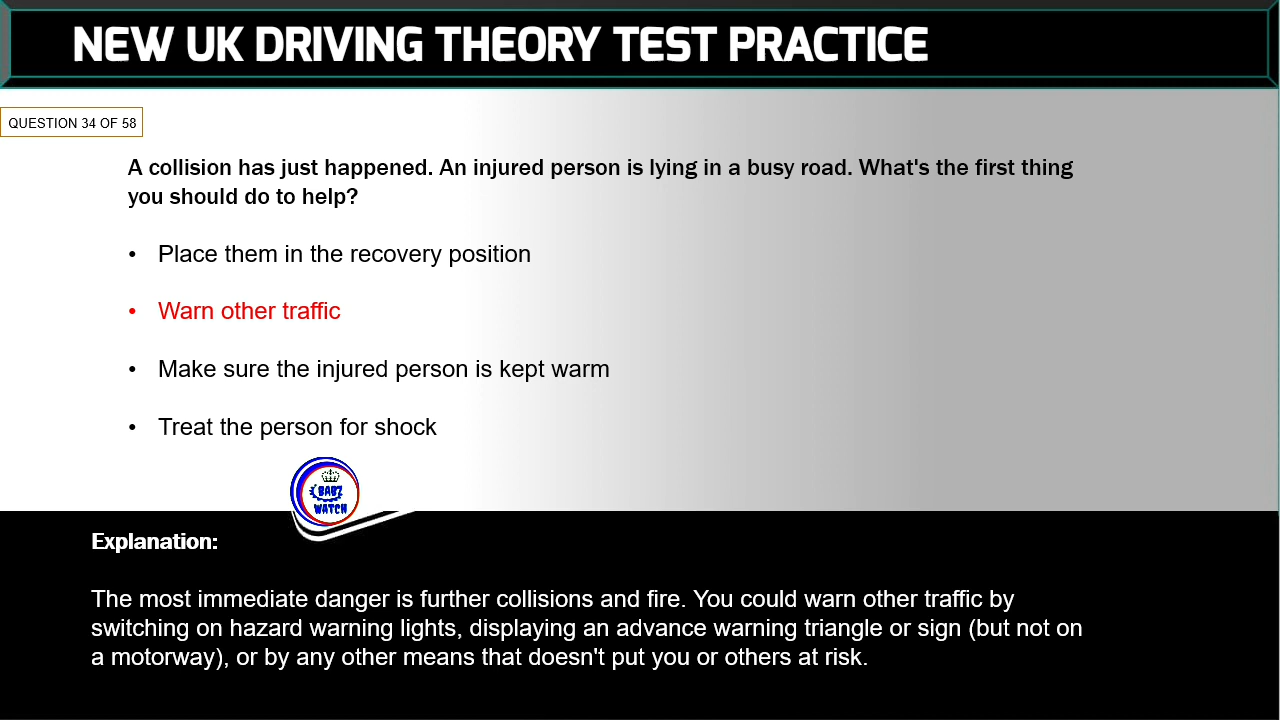 NEW UK DRIVING THEORY TEST PRACTICE
QUESTION 34 OF 58
A collision has just happened. An injured person is lying in a busy road. What's the first thing
you should do to help?
• Place them in the recovery position
• Warn other traffic
• Make sure the injured person is kept warm
• Treat the person for shock
BABZ
WATCH
Explanation:
The most immediate danger is further collisions and fire. You could warn other traffic by
switching on hazard warning lights, displaying an advance warning triangle or sign (but not on
a motorway), or by any other means that doesn't put you or others at risk.